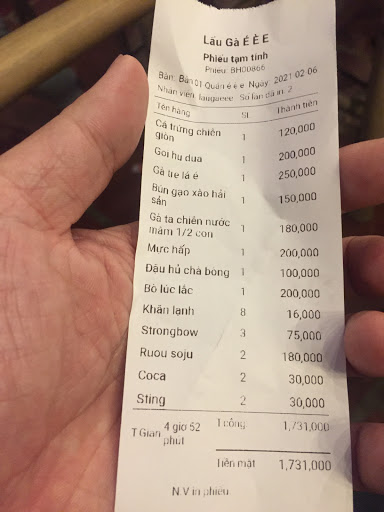 Lẩu Gà É È E
Phiếu tạm tính
Phiếu: BH00866
Bàn: Bàn 01 Quán é e e Ngày: 2021 02 06
Nhân viên: laugaeee Số lần đã in: 2
Tên hàng SL Thành tiền
Cá trứng chiên 1 120,000
giòn
Gỏi hủ dừa 1 200,000
Gà tre lá é 1 250,000
Bún gạo xào hải 1 150,000
sản
Gà ta chiên nước 1 180,000
mắm 1/2 con
Mực hấp 1 200,000
Đậu hủ chà bông 1 100,000
Bò lúc lắc 1 200,000
Khăn lạnh 8 16,000
Strongbow 3 75,000
Ruou soju 2 180,000
Coca 2 30,000
Sting 2 30,000
T Gian 4 giờ 52 T cộng 1,731,000
phút
Tiền mặt 1,731,000
N.V in phiếu